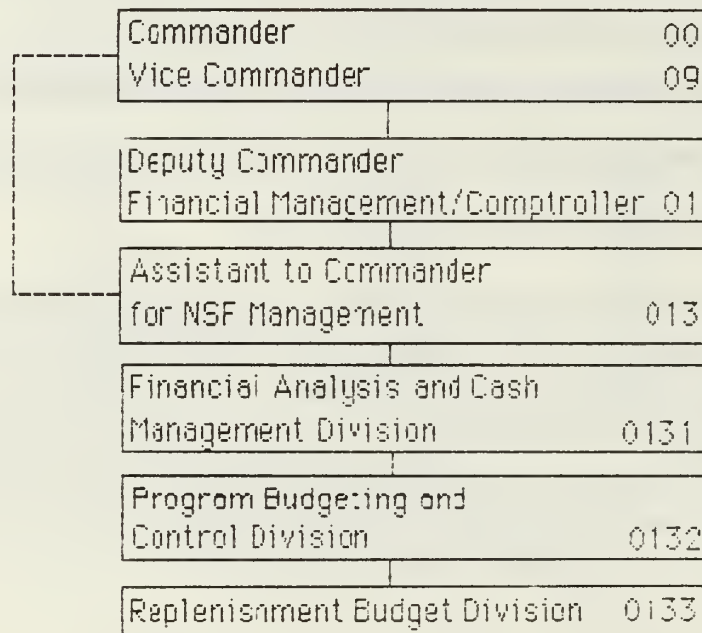 Commander 00
Vice Commander 09
Deputy Commander
Financial Management/Comptroller 01
Assistant to Commander
for NSF Management 013
Financial Analysis and Cash
Management Division 0131
Program Budgeting and
Control Division 0132
Replenishment Budget Division 0133